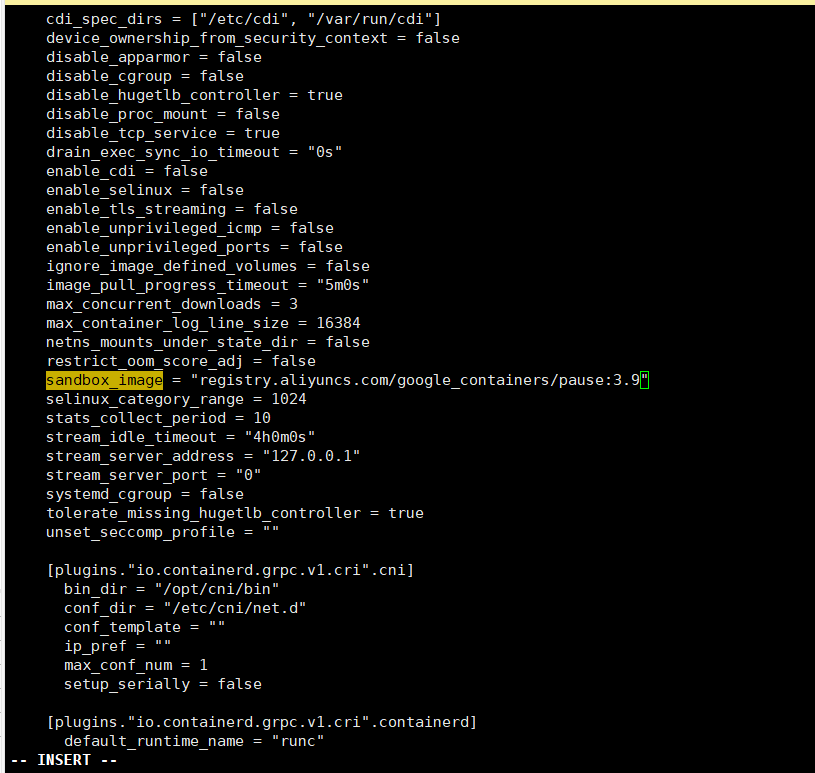 cdi_spec_dirs = ["/etc/cdi", "/var/run/cdi"]
device_ownership_from_security_context = false
disable_apparmor = false
disable_cgroup = false
disable_hugetlb_controller = true
disable_proc_mount = false
disable_tcp_service = true
drain_exec_sync_io_timeout = "0s"
enable_cdi = false
enable_selinux = false
enable_tls_streaming = false
enable_unprivileged_icmp = false
enable_unprivileged_ports = false
ignore_image_defined_volumes = false
image_pull_progress_timeout = "5m0s"
max_concurrent_downloads = 3
max_container_log_line_size = 16384
netns_mounts_under_state_dir = false
restrict_oom_score_adj = false
sandbox_image = "registry.aliyuncs.com/google_containers/pause:3.9"
selinux_category_range = 1024
stats_collect_period = 10
stream_idle_timeout = "4h0m0s"
stream_server_address = "127.0.0.1"
stream_server_port = "0"
systemd_cgroup = false
tolerate_missing_hugetlb_controller = true
unset_seccomp_profile = ""
[plugins."io.containerd.grpc.v1.cri".cni]
bin_dir = "/opt/cni/bin"
conf_dir = "/etc/cni/net.d"
conf_template = ""
ip_pref = ""
max_conf_num = 1
setup_serially = false
[plugins."io.containerd.grpc.v1.cri".containerd]
default_runtime_name = "runc"
-- INSERT --